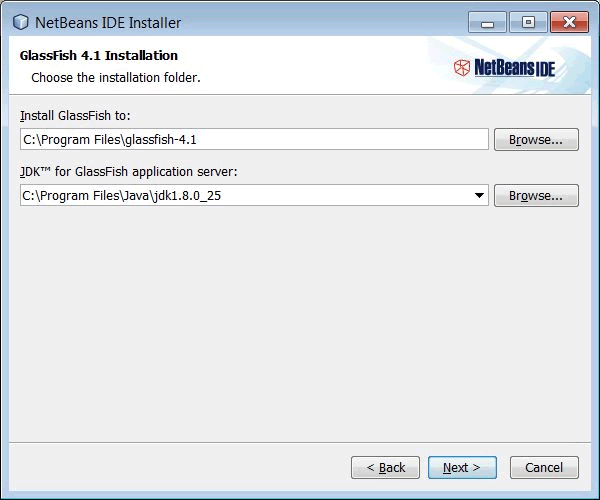 NetBeans IDE Installer
GlassFish 4.1 Installation
Choose the installation folder.
NetBeans IDE
Install GlassFish to:
C:\Program Files\glassfish-4.1
Browse...
JDK™ for GlassFish application server:
C:\Program Files\Java\jdk1.8.0_25
Browse...
< Back
Next >
Cancel